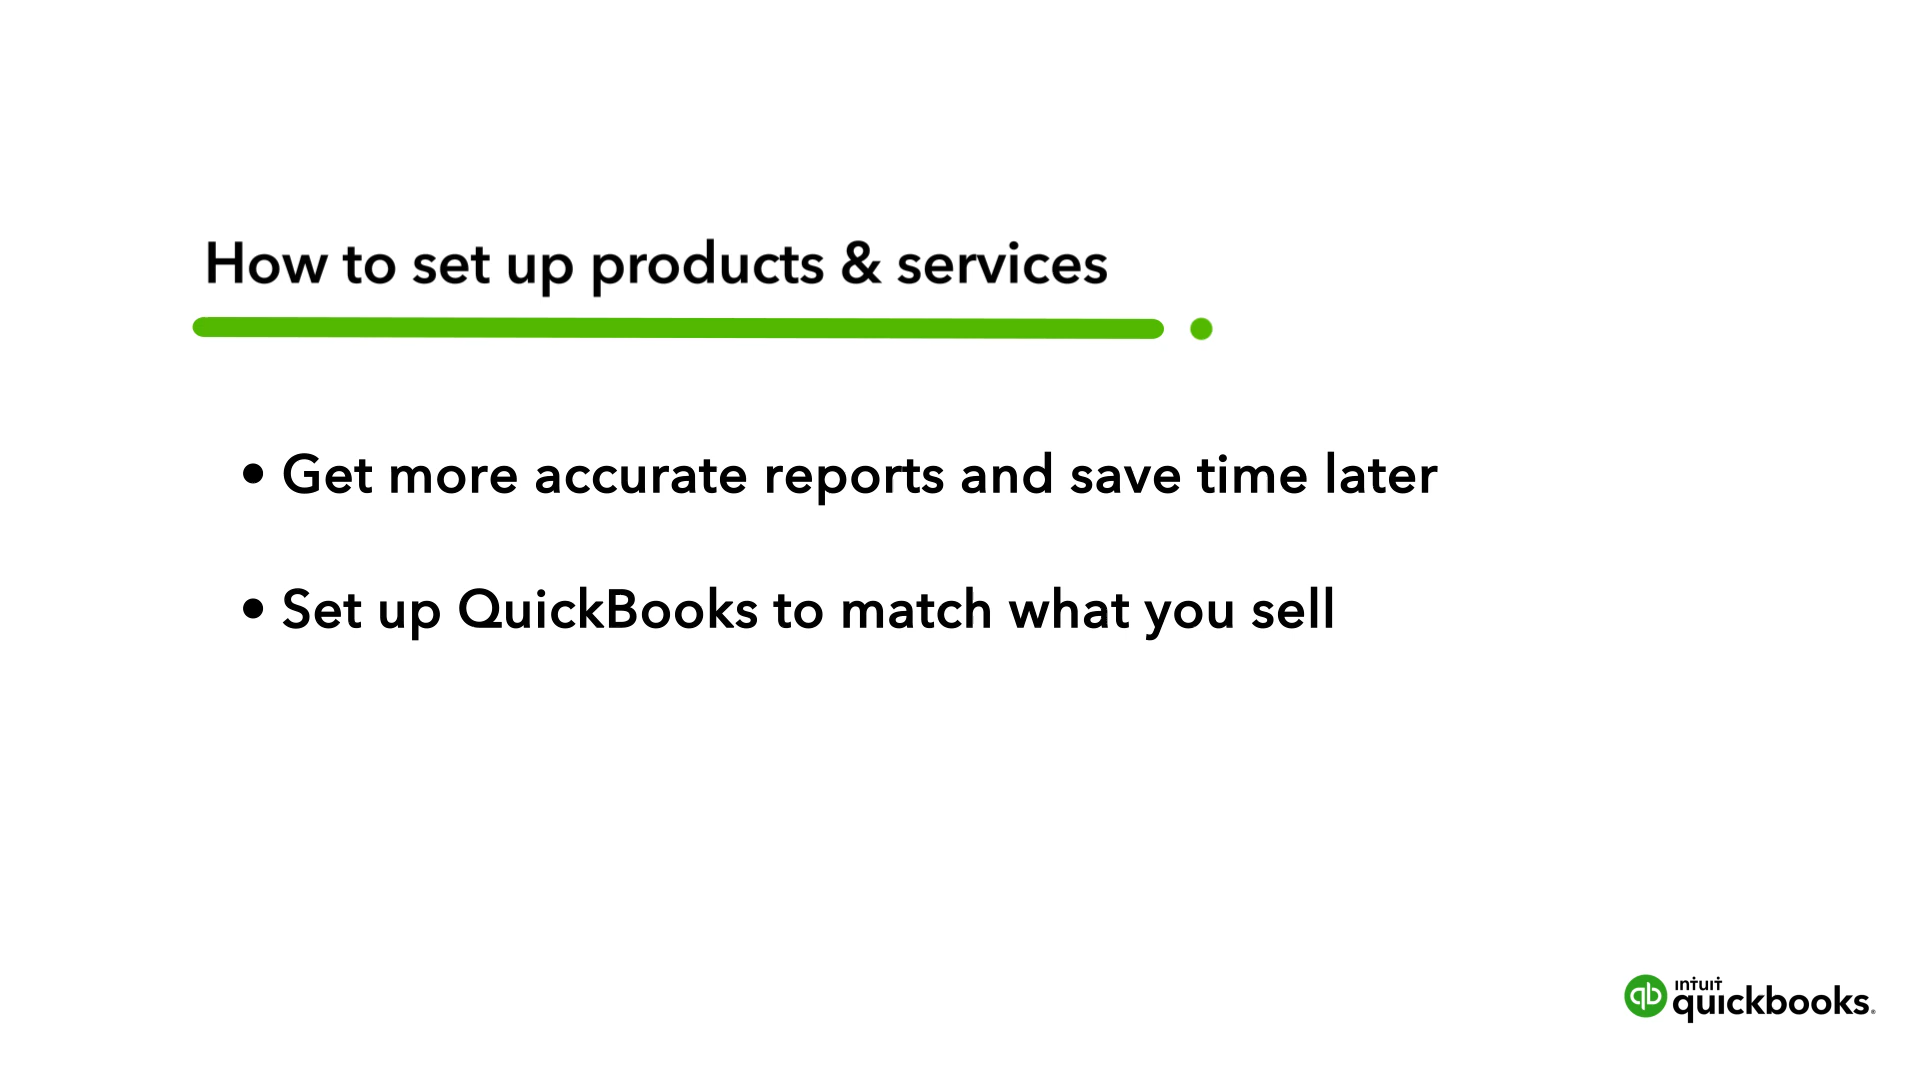 How to set up products & services
• Get more accurate reports and save time later
• Set up QuickBooks to match what you sell
qb intuit
quickbooks.